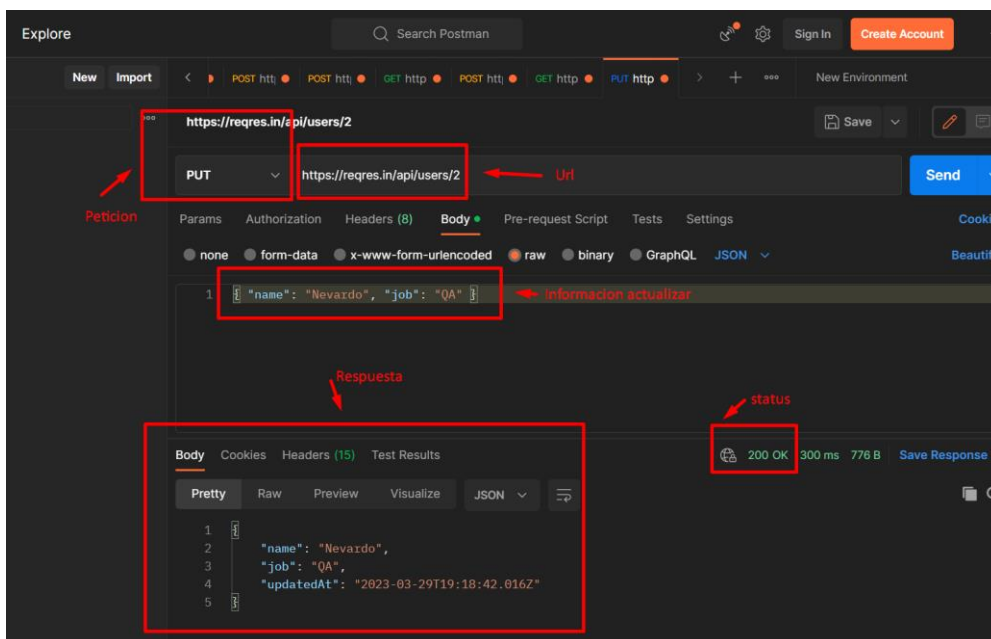 Explore Search Postman Sign In Create Account
New Import POST htt POST htt GET http POST htt GET http PUT http New Environment
https://reqres.in/api/users/2 Save
PUT https://reqres.in/api/users/2 Url Send
Peticion
Params Authorization Headers (8) Body Pre-request Script Tests Settings Cooki
none form-data x-www-form-urlencoded raw binary GraphQL JSON Beautif
1 { "name": "Nevardo", "job": "QA" } Informacion actualizar
Respuesta
status
Body Cookies Headers (15) Test Results 200 OK 300 ms 776 B Save Response
Pretty Raw Preview Visualize JSON
1 {
2 "name": "Nevardo",
3 "job": "QA",
4 "updatedAt": "2023-03-29T19:18:42.016Z"
5 }